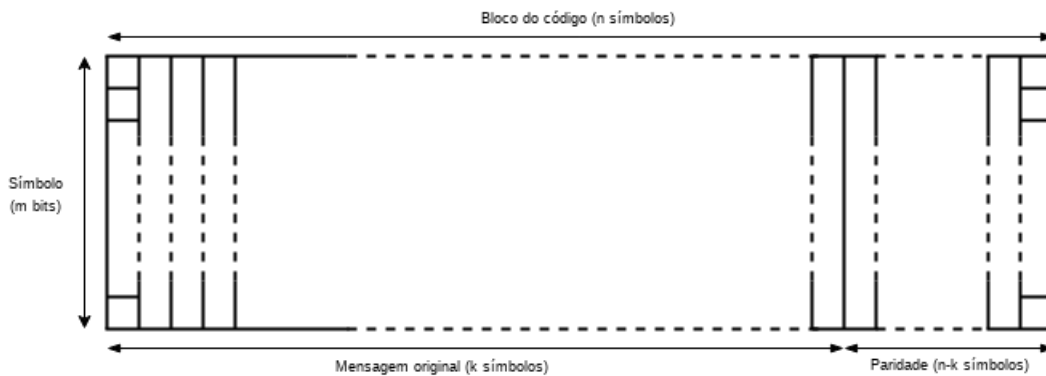 Bloco do código (n símbolos)
Símbolo
(m bits)
Mensagem original (k símbolos)
Paridade (n-k símbolos)